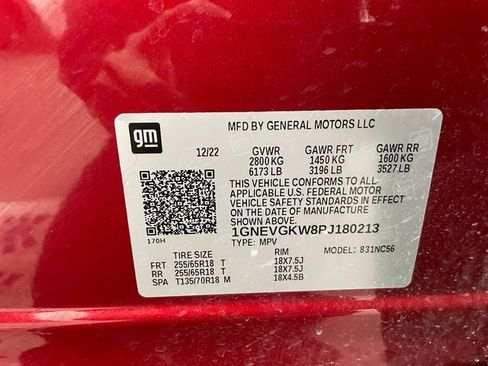 gm
MFD BY GENERAL MOTORS LLC
12/22 GVWR GAWR FRT GAWR RR
2800 KG 1450 KG 1600 KG
6173 LB 3196 LB 3527 LB
THIS VEHICLE CONFORMS TO ALL
APPLICABLE U.S. FEDERAL MOTOR
VEHICLE SAFETY STANDARDS IN EFFECT
ON THE DATE OF MANUFACTURE
SHOWN ABOVE.
1GNEVGKW8PJ180213
170H TYPE: MPV MODEL: 831NC56
TIRE SIZE RIM
FRT 255/65R18 T 18X7.5J
RR 255/65R18 T 18X7.5J
SPA T135/70R18 M 18X4.5B